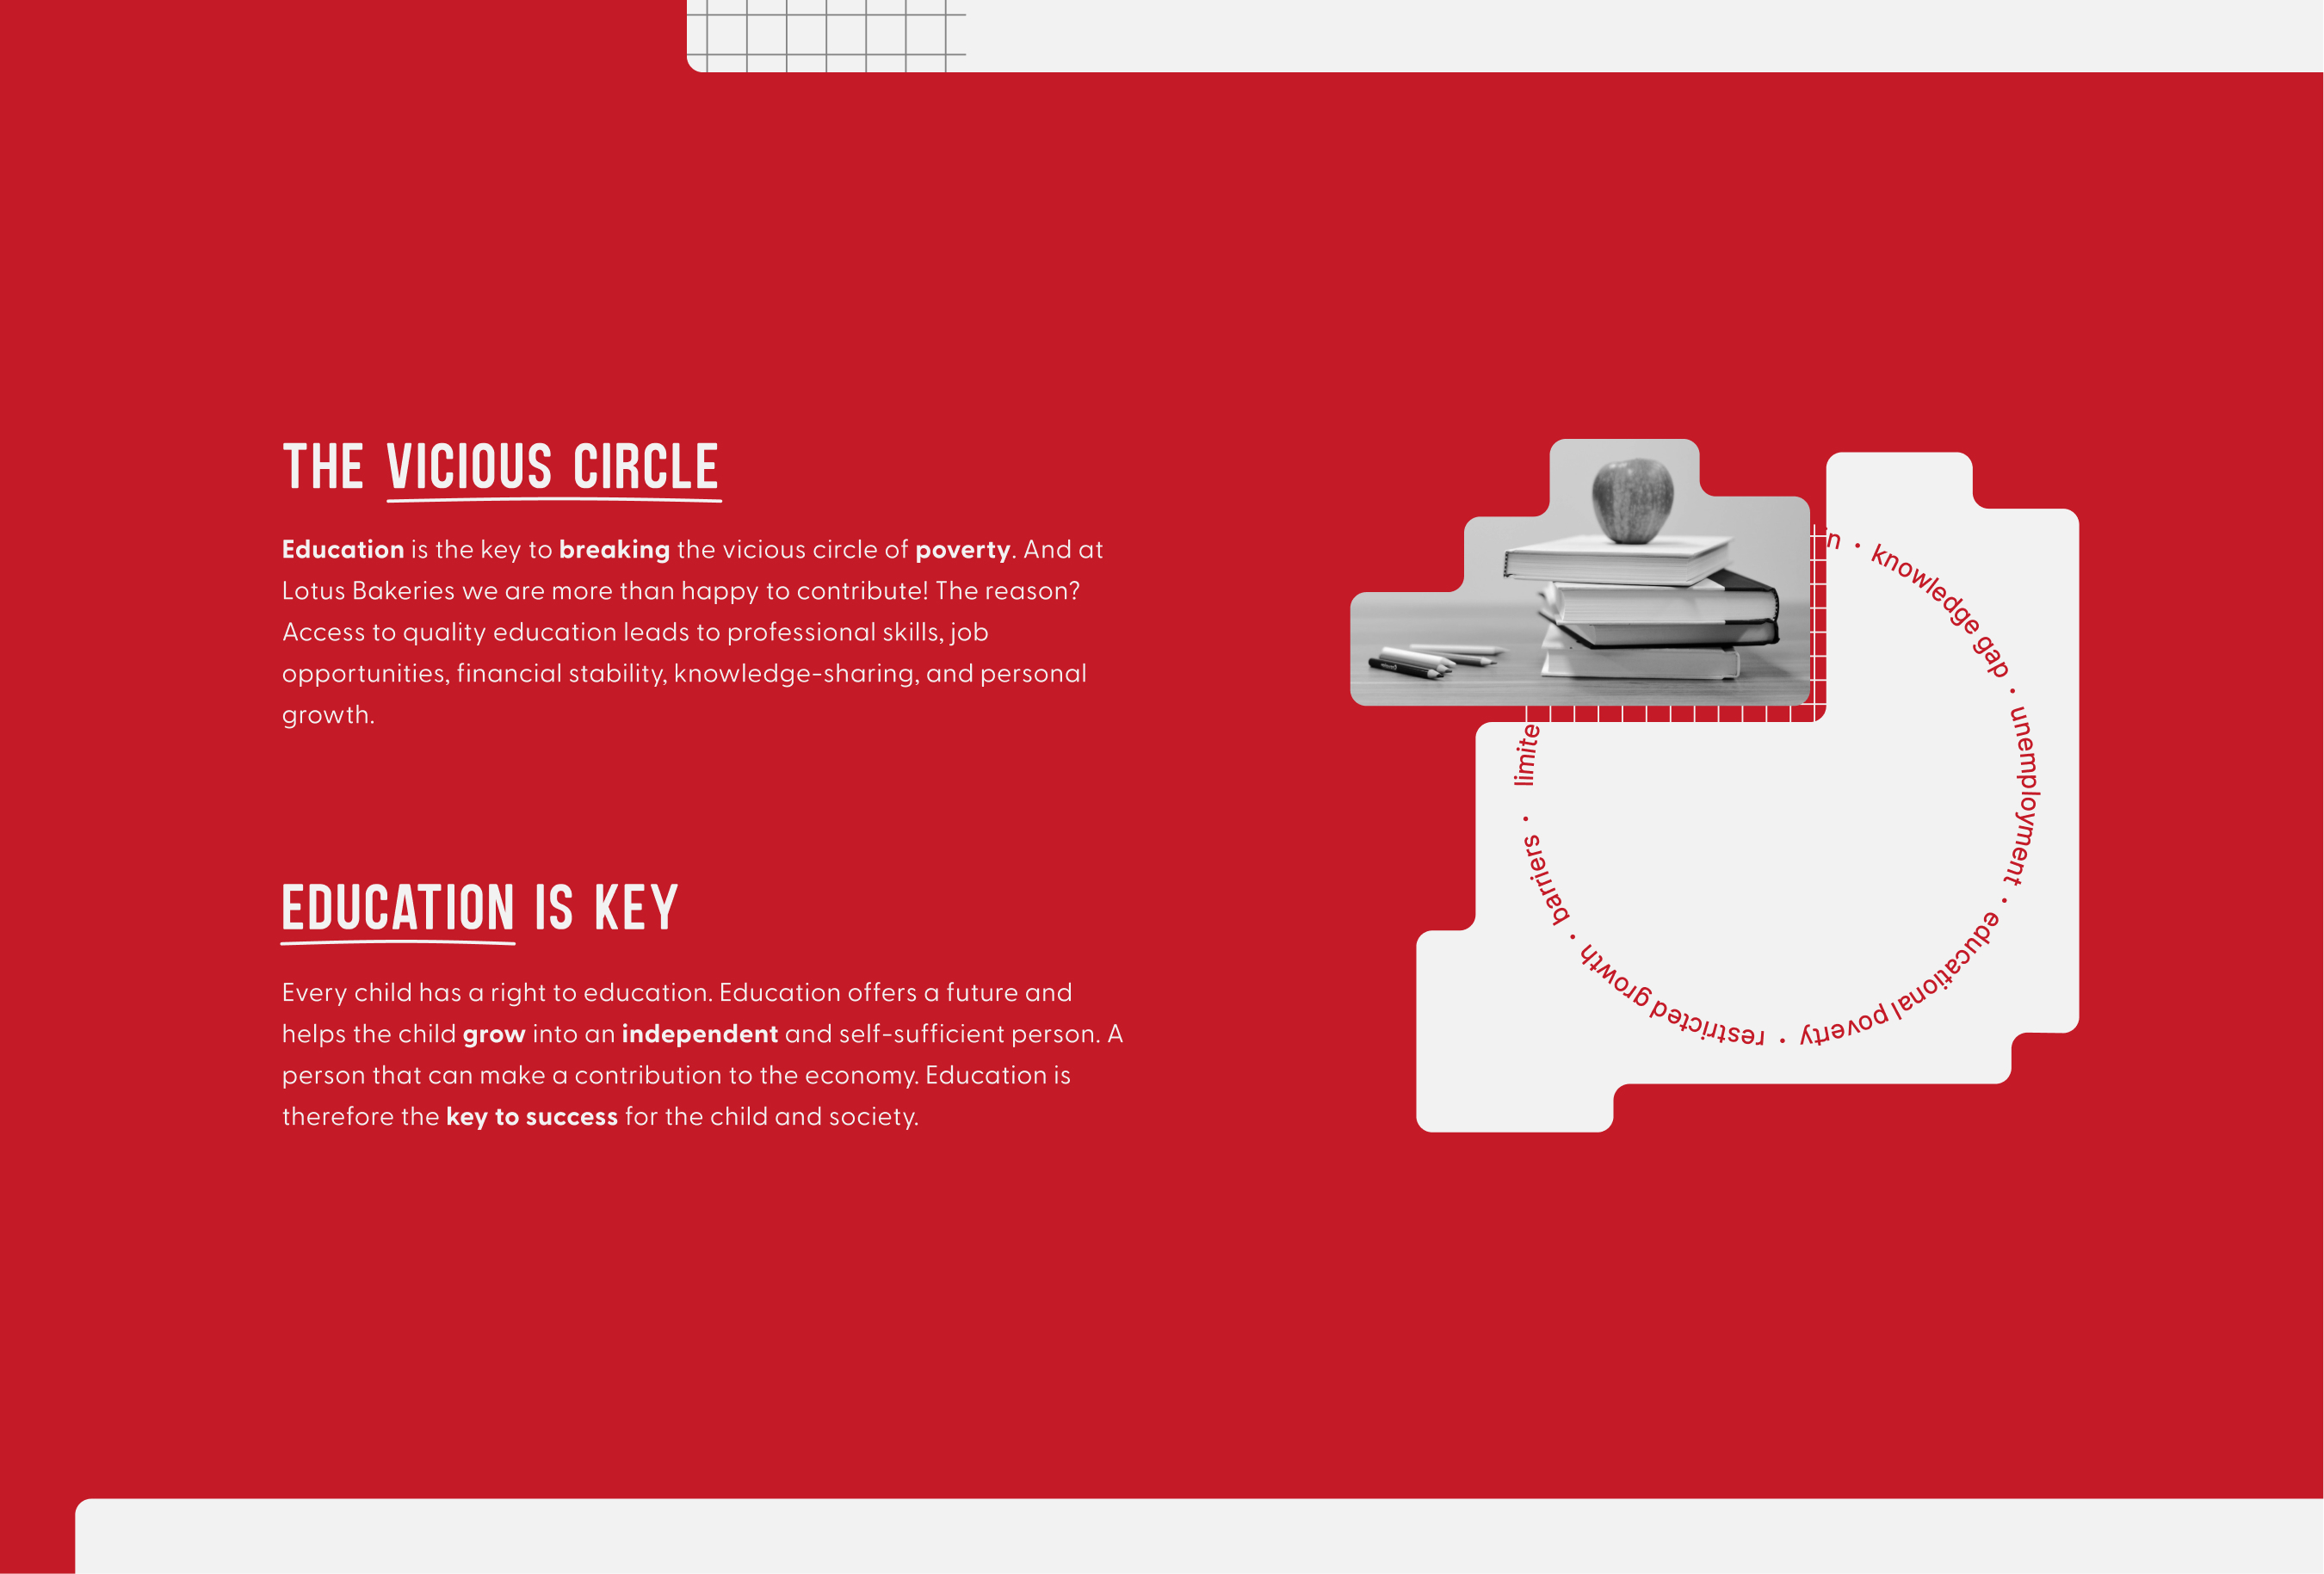 THE VICIOUS CIRCLE
Education is the key to breaking the vicious circle of poverty. And at
Lotus Bakeries we are more than happy to contribute! The reason?
Access to quality education leads to professional skills, job
opportunities, financial stability, knowledge-sharing, and personal
growth.
EDUCATION IS KEY
Every child has a right to education. Education offers a future and
helps the child grow into an independent and self-sufficient person. A
person that can make a contribution to the economy. Education is
therefore the key to success for the child and society.
n • knowledge gap • unemployment • educational poverty • restricted growth • barriers • limite